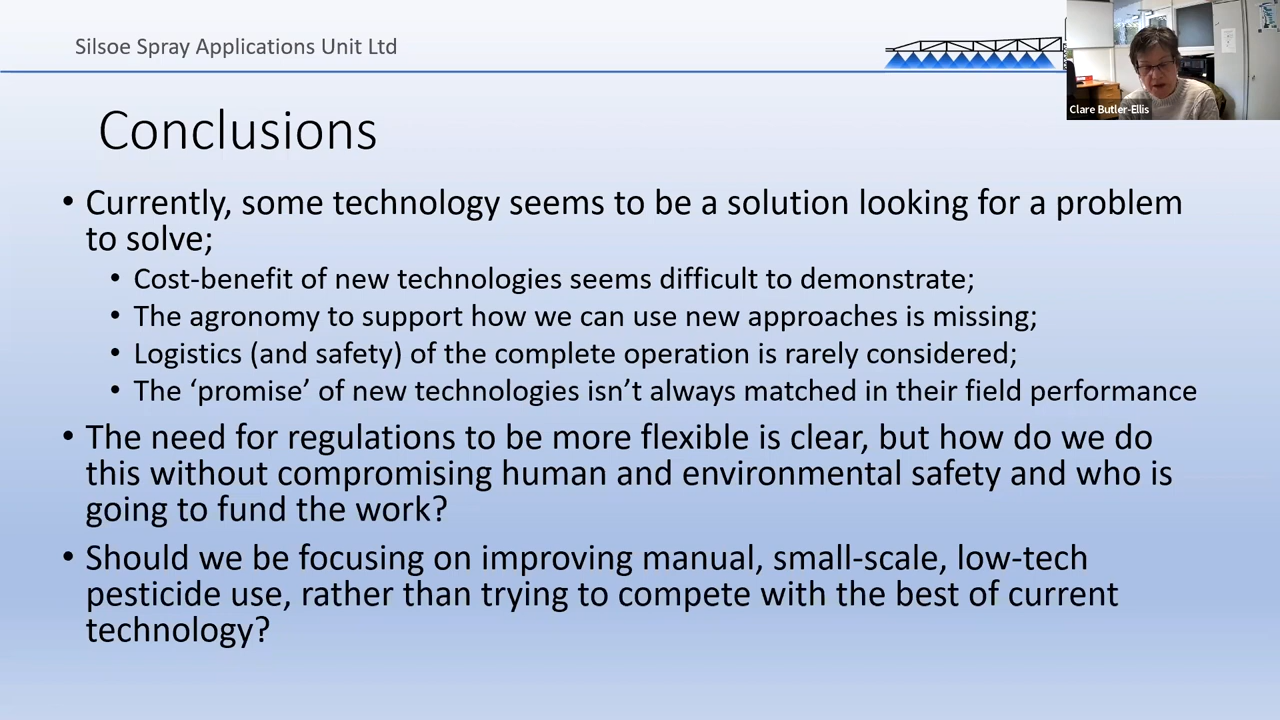 Silsoe Spray Applications Unit Ltd
Clare Butler-Ellis
Conclusions
• Currently, some technology seems to be a solution looking for a problem
to solve;
• Cost-benefit of new technologies seems difficult to demonstrate;
• The agronomy to support how we can use new approaches is missing;
• Logistics (and safety) of the complete operation is rarely considered;
• The ‘promise’ of new technologies isn’t always matched in their field performance
• The need for regulations to be more flexible is clear, but how do we do
this without compromising human and environmental safety and who is
going to fund the work?
• Should we be focusing on improving manual, small-scale, low-tech
pesticide use, rather than trying to compete with the best of current
technology?